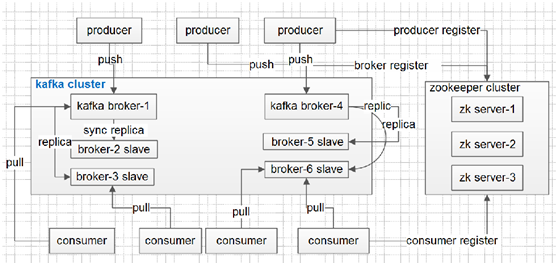 producer
producer
producer
producer register
push
push
push
broker register
kafka cluster
zookeeper cluster
kafka broker-1
kafka broker-4
replic
zk server-1
sync replica
replica
replica
broker-2 slave
broker-5 slave
zk server-2
pull
broker-3 slave
broker-6 slave
zk server-3
pull
pull
pull
consumer
consumer
consumer
consumer
consumer register